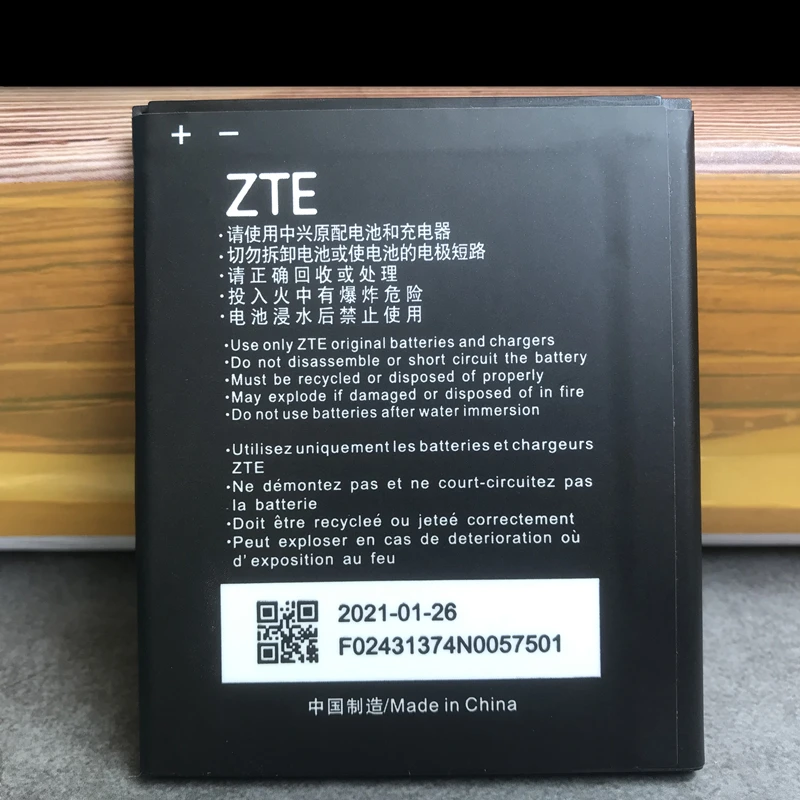 + −
ZTE
·请使用中兴原配电池和充电器
·切勿拆卸电池或使电池的电极短路
·请正确回收或处理
·投入火中有爆炸危险
·电池浸水后禁止使用
·Use only ZTE original batteries and chargers
·Do not disassemble or short circuit the battery
·Must be recycled or disposed of properly
·May explode if damaged or disposed of in fire
·Do not use batteries after water immersion
·Utilisez uniquement les batteries et chargeurs
ZTE
·Ne démontez pas et ne court-circuitez pas
la batterie
·Doit être recycleé ou jeteé correctement
·Peut exploser en cas de deterioration où
d'exposition au feu
2021-01-26
F02431374N0057501
中国制造/Made in China